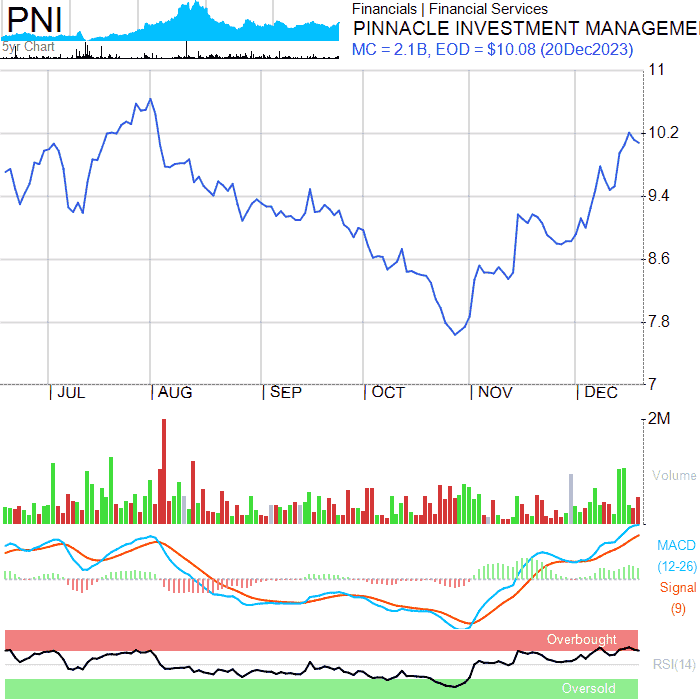 PNI
5yr Chart
Financials | Financial Services
PINNACLE INVESTMENT MANAGEME
MC = 2.1B, EOD = $10.08 (20Dec2023)
11
10.2
9.4
8.6
7.8
7
JUL AUG SEP OCT NOV DEC
2M
Volume
MACD
(12-26)
Signal
(9)
Overbought
RSI(14)
Oversold